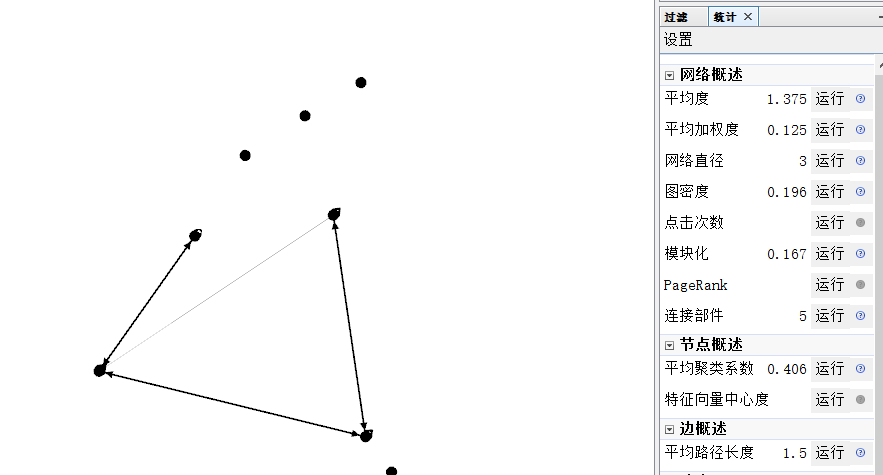 过滤 统计 ×
设置
网络概述
平均度 1.375 运行
平均加权度 0.125 运行
网络直径 3 运行
图密度 0.196 运行
点击次数 运行
模块化 0.167 运行
PageRank 运行
连接部件 5 运行
节点概述
平均聚类系数 0.406 运行
特征向量中心度 运行
边概述
平均路径长度 1.5 运行